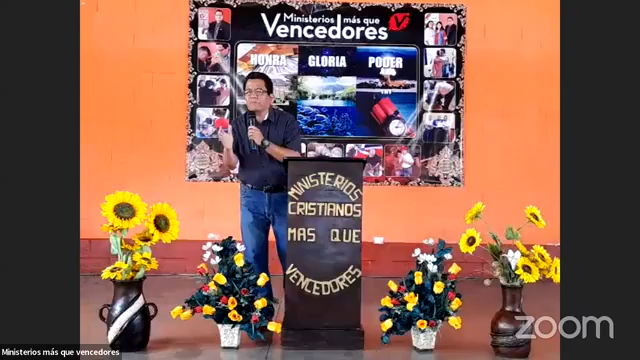 Ministerios más que
Vencedores
V
HONRA
GLORIA
PODER
MINISTERIOS
CRISTIANOS
MAS QUE
VENCEDORES
Ministerios más que vencedores
zoom